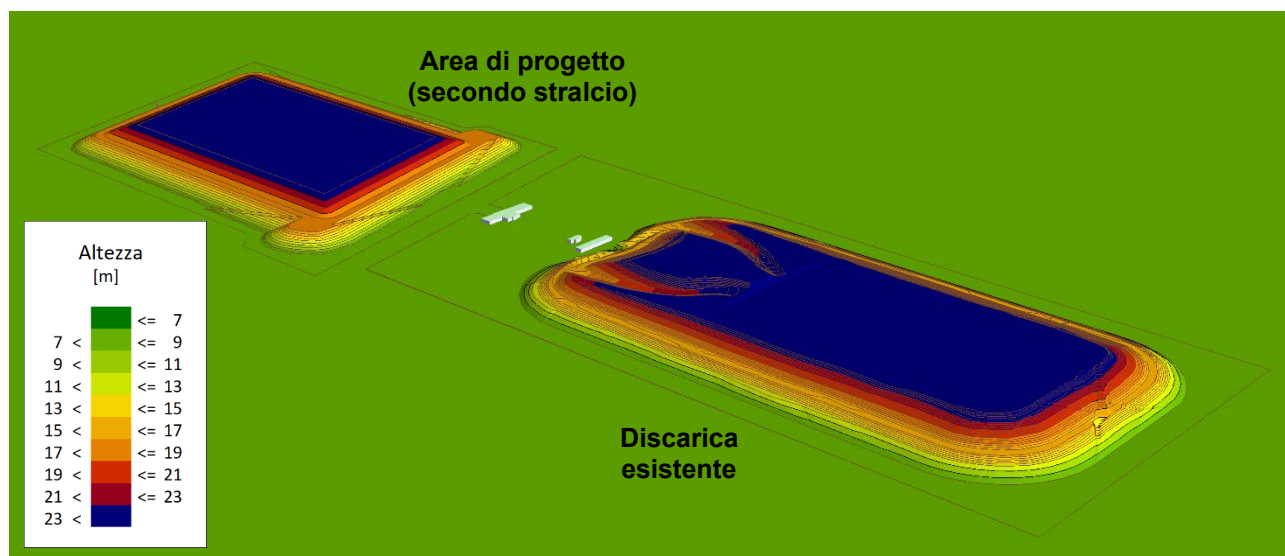 Area di progetto
(secondo stralcio)
Discarica
esistente
Altezza
[m]
<= 7
7 < <= 9
9 < <= 11
11 < <= 13
13 < <= 15
15 < <= 17
17 < <= 19
19 < <= 21
21 < <= 23
23 <